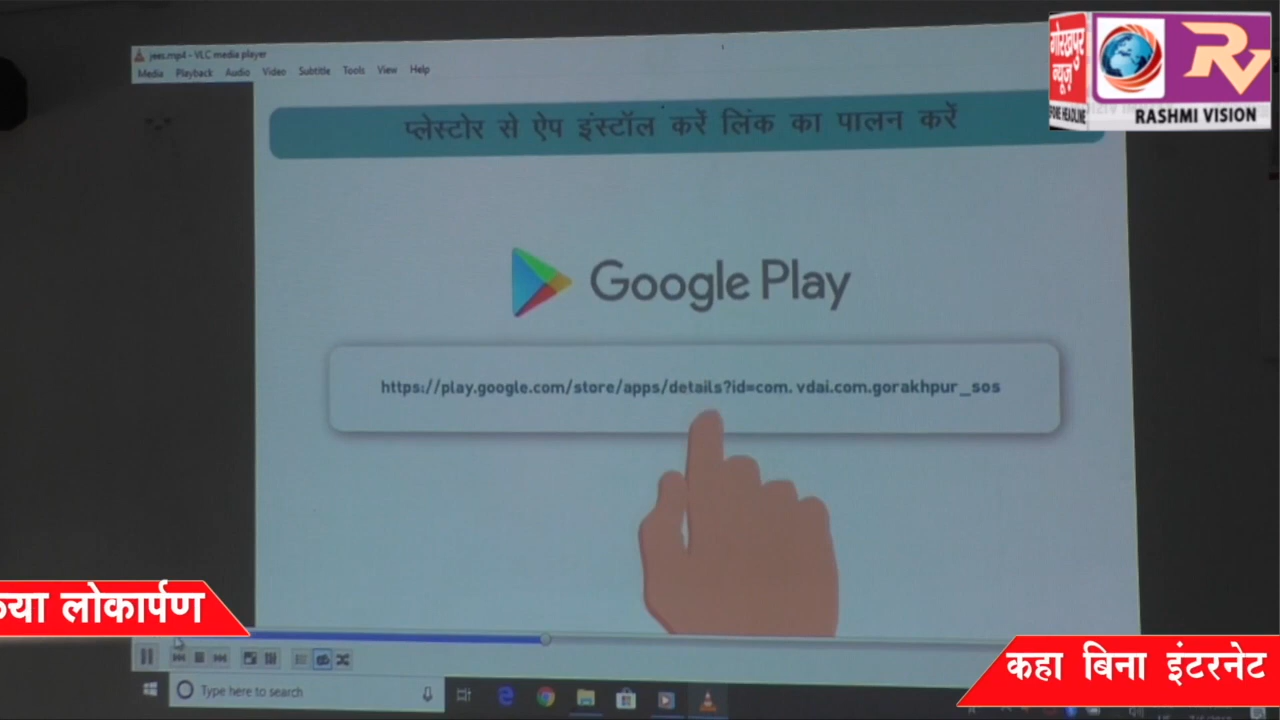 jees.mp4 - VLC media player
Media Playback Audio Video Subtitle Tools View Help
गोरखपुर
न्यूज़
RV
RASHMI VISION
प्लेस्टोर से ऐप इंस्टॉल करें लिंक का पालन करें
Google Play
https://play.google.com/store/apps/details?id=com. vdai.com.gorakhpur_sos
लोकार्पण
कहा बिना इंटरनेट
Type here to search